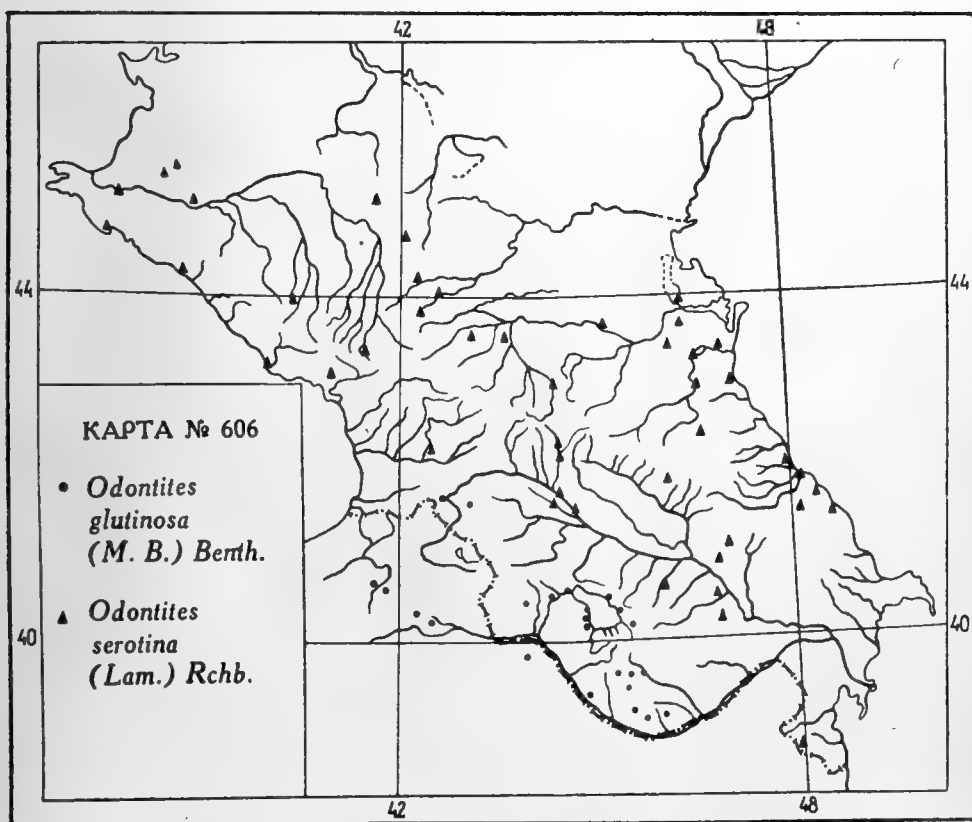 42 48
44 44
КАРТА № 606
Odontites
glutinosa
(M. B.) Benth.
Odontites
serotina
(Lam.) Rchb.
40 40
42 48